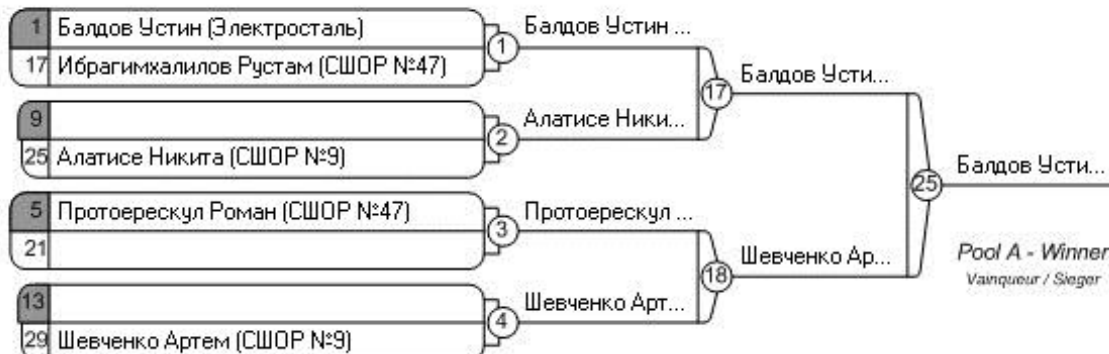 1 Балдов Устин (Электросталь)
17 Ибрагимхалилов Рустам (СШОР №47)
1
Балдов Устин ...
9
25 Алатисе Никита (СШОР №9)
2
Алатисе Ники...
17
Балдов Усти...
5 Протоерескул Роман (СШОР №47)
21
3
Протоерескул ...
13
29 Шевченко Артем (СШОР №9)
4
Шевченко Арт...
18
Шевченко Ар...
25
Балдов Усти...
Pool A - Winner
Vainqueur / Sieger